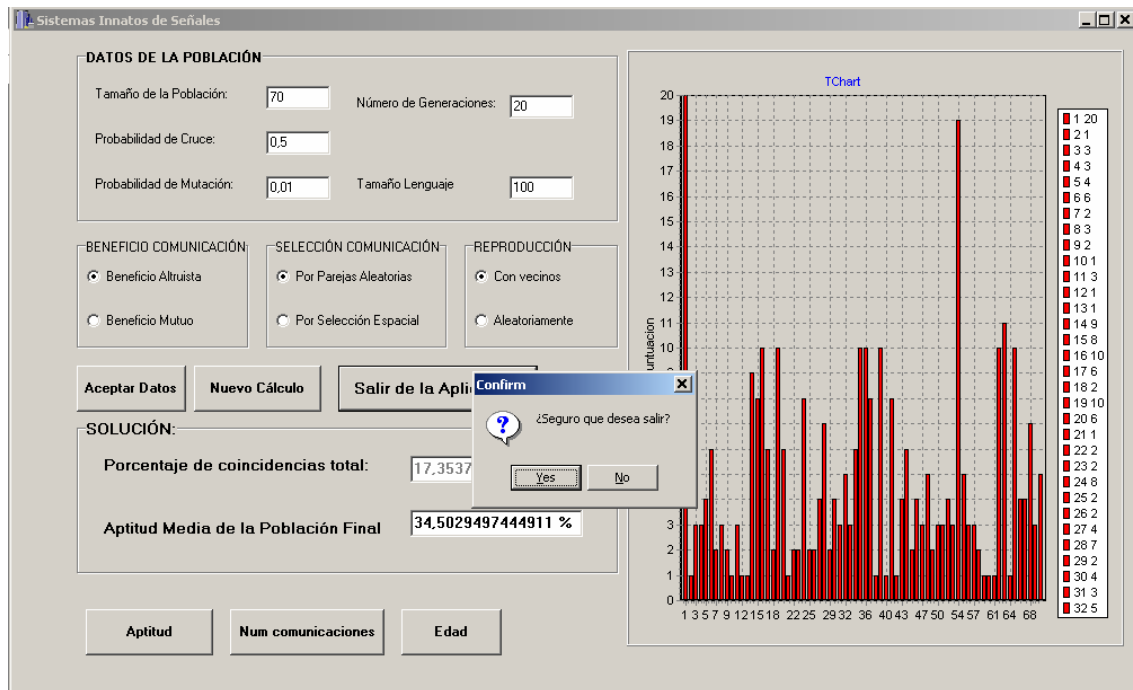 Sistemas Innatos de Señales
DATOS DE LA POBLACIÓN
Tamaño de la Población: 70
Número de Generaciones: 20
Probabilidad de Cruce: 0,5
Probabilidad de Mutación: 0,01
Tamaño Lenguaje 100
BENEFICIO COMUNICACIÓN
Beneficio Altruista
Beneficio Mutuo
SELECCIÓN COMUNICACIÓN
Por Parejas Aleatorias
Por Selección Espacial
REPRODUCCIÓN
Con vecinos
Aleatoriamente
Aceptar Datos
Nuevo Cálculo
Salir de la Apli
Confirm
¿Seguro que desea salir?
Yes
No
SOLUCIÓN:
Porcentaje de coincidencias total: 17,3537
Aptitud Media de la Población Final 34,5029497444911 %
Aptitud
Num comunicaciones
Edad
TChart
20
19
18
17
16
15
14
13
12
11
10
3
2
1
0
untuacion
1 3 5 7 9 12 15 18 22 25 29 32 36 40 43 47 50 54 57 61 64 68
1 20
2 1
3 3
4 3
5 4
6 6
7 2
8 3
9 2
10 1
11 3
12 1
13 1
14 9
15 8
16 10
17 6
18 2
19 10
20 6
21 1
22 2
23 2
24 8
25 2
26 2
27 4
28 7
29 2
30 4
31 3
32 5